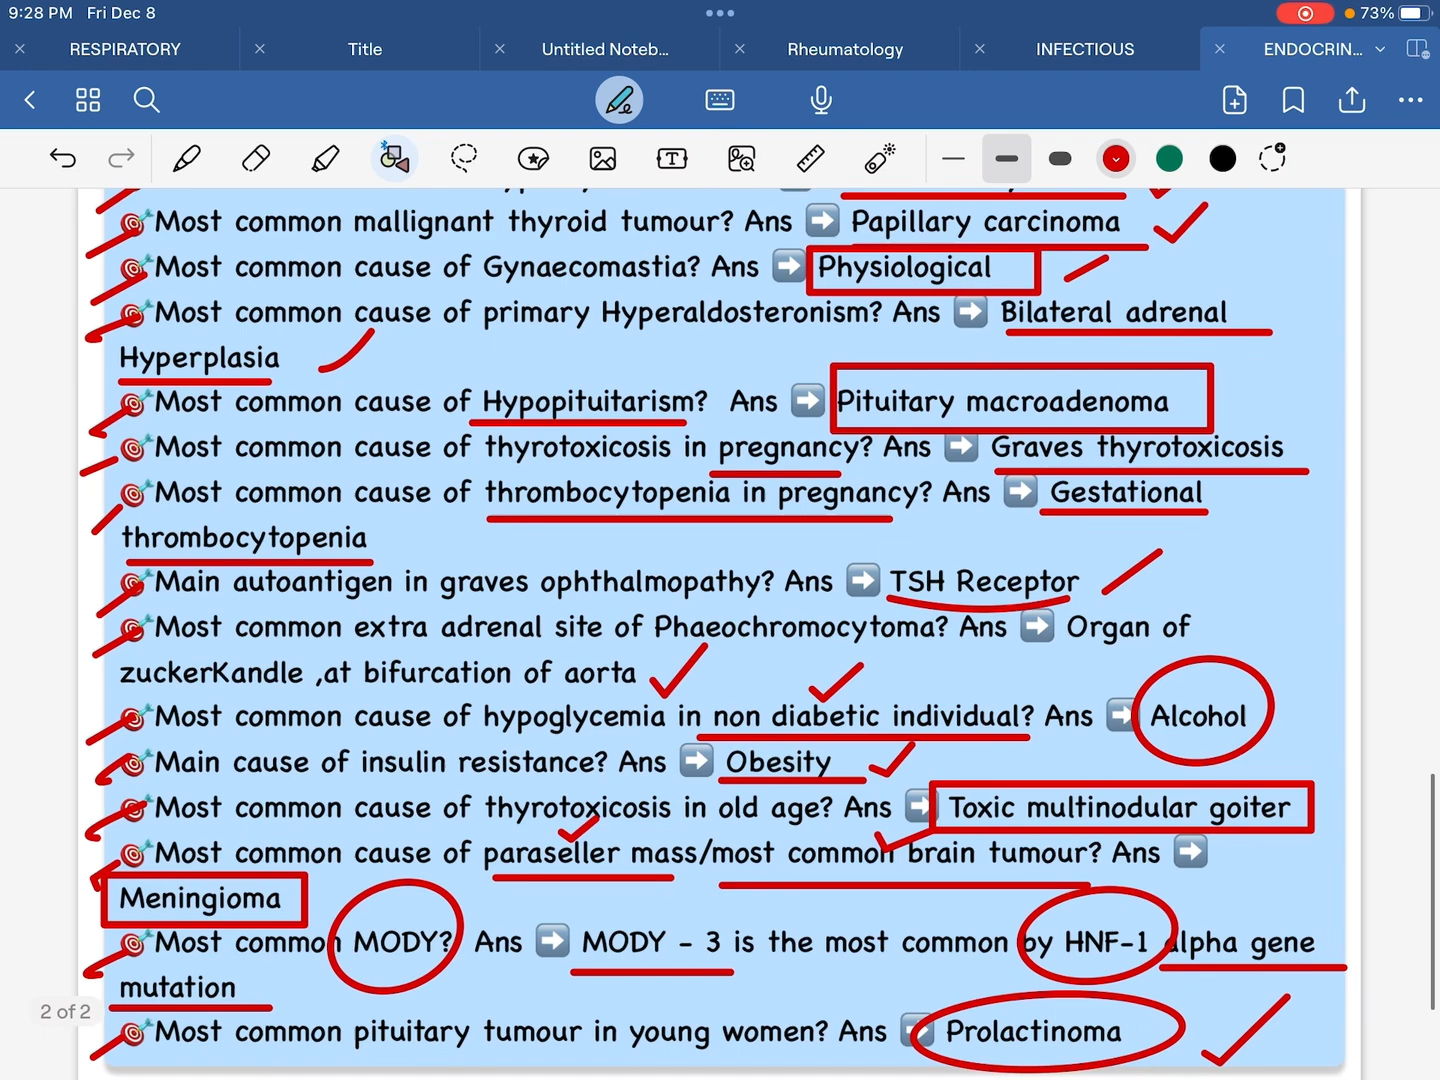 9:28 PM Fri Dec 8
73%
RESPIRATORY
Title
Untitled Noteb...
Rheumatology
INFECTIOUS
ENDOCRIN...
Most common mallignant thyroid tumour? Ans ➡️ Papillary carcinoma
Most common cause of Gynaecomastia? Ans ➡️ Physiological
Most common cause of primary Hyperaldosteronism? Ans ➡️ Bilateral adrenal
Hyperplasia
Most common cause of Hypopituitarism? Ans ➡️ Pituitary macroadenoma
Most common cause of thyrotoxicosis in pregnancy? Ans ➡️ Graves thyrotoxicosis
Most common cause of thrombocytopenia in pregnancy? Ans ➡️ Gestational
thrombocytopenia
Main autoantigen in graves ophthalmopathy? Ans ➡️ TSH Receptor
Most common extra adrenal site of Phaeochromocytoma? Ans ➡️ Organ of
zuckerKandle ,at bifurcation of aorta
Most common cause of hypoglycemia in non diabetic individual? Ans ➡️ Alcohol
Main cause of insulin resistance? Ans ➡️ Obesity
Most common cause of thyrotoxicosis in old age? Ans ➡️ Toxic multinodular goiter
Most common cause of paraseller mass/most common brain tumour? Ans ➡️
Meningioma
Most common MODY? Ans ➡️ MODY - 3 is the most common by HNF-1 alpha gene
mutation
2 of 2
Most common pituitary tumour in young women? Ans ➡️ Prolactinoma